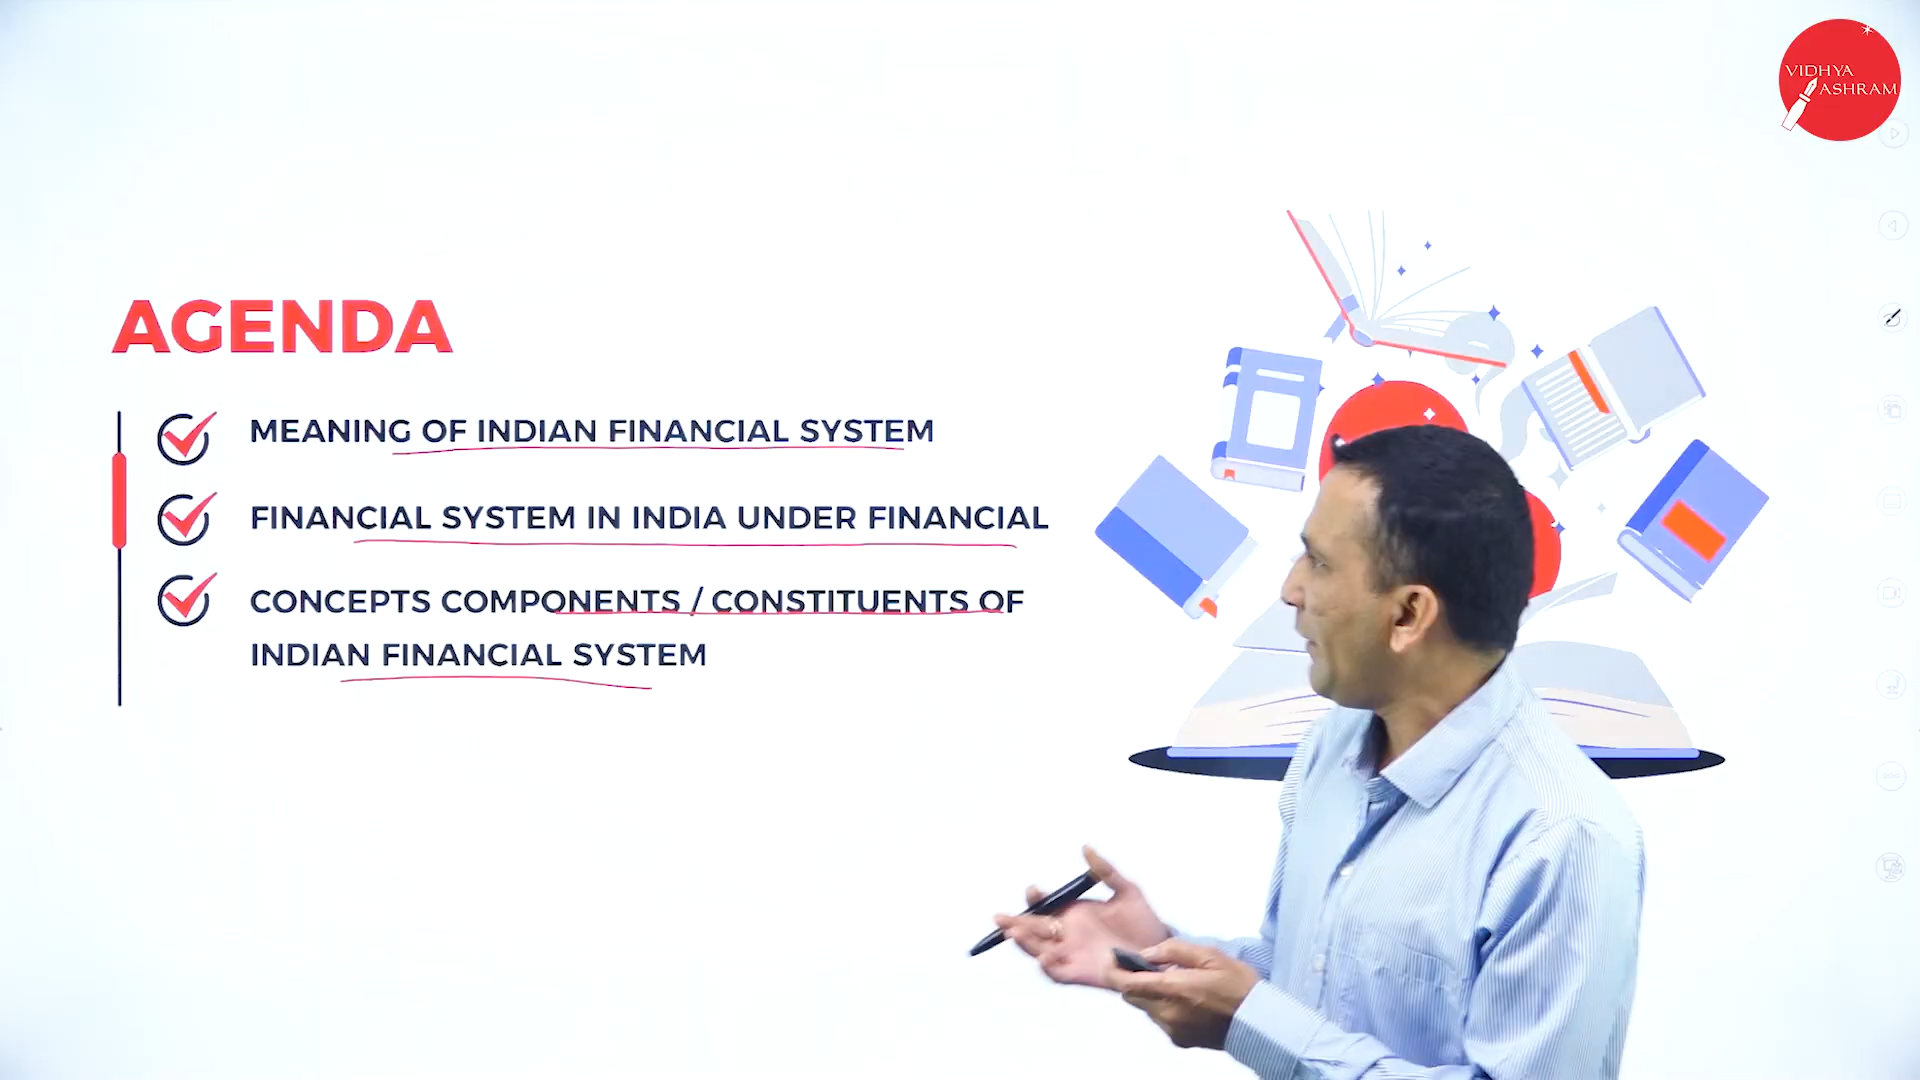 VIDHYA
ASHRAM
AGENDA
MEANING OF INDIAN FINANCIAL SYSTEM
FINANCIAL SYSTEM IN INDIA UNDER FINANCIAL
CONCEPTS COMPONENTS / CONSTITUENTS OF
INDIAN FINANCIAL SYSTEM